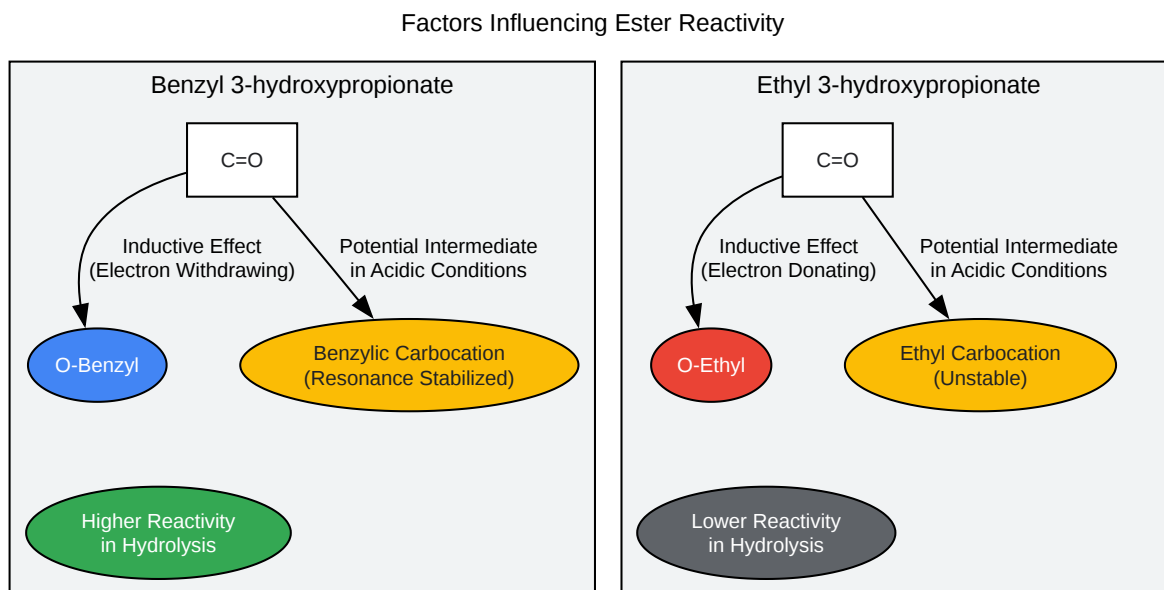 Factors Influencing Ester Reactivity
Benzyl 3-hydroxypropionate
C=O
Inductive Effect
(Electron Withdrawing)
Potential Intermediate
in Acidic Conditions
O-Benzyl
Benzylic Carbocation
(Resonance Stabilized)
Higher Reactivity
in Hydrolysis
Ethyl 3-hydroxypropionate
C=O
Inductive Effect
(Electron Donating)
Potential Intermediate
in Acidic Conditions
O-Ethyl
Ethyl Carbocation
(Unstable)
Lower Reactivity
in Hydrolysis